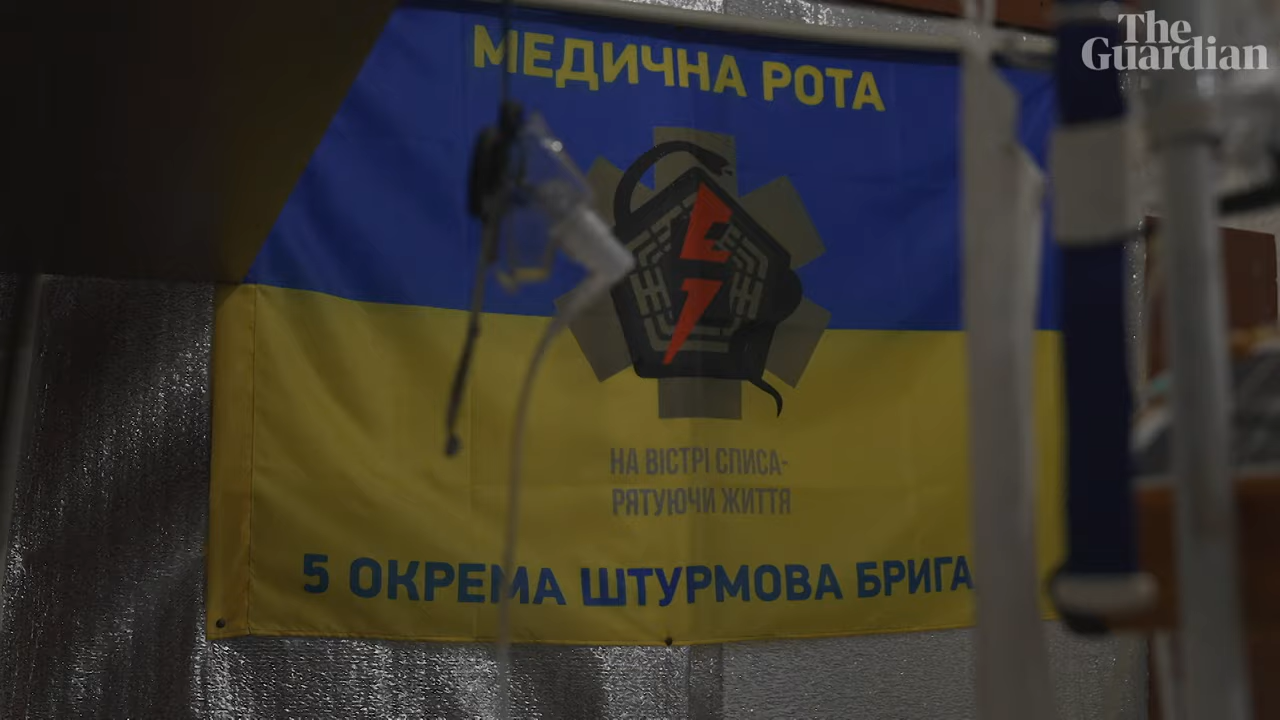 The
Guardian
МЕДИЧНА РОТА
НА ВІСТРІ СПИСА-
РЯТУЮЧИ ЖИТТЯ
5 ОКРЕМА ШТУРМОВА БРИГА